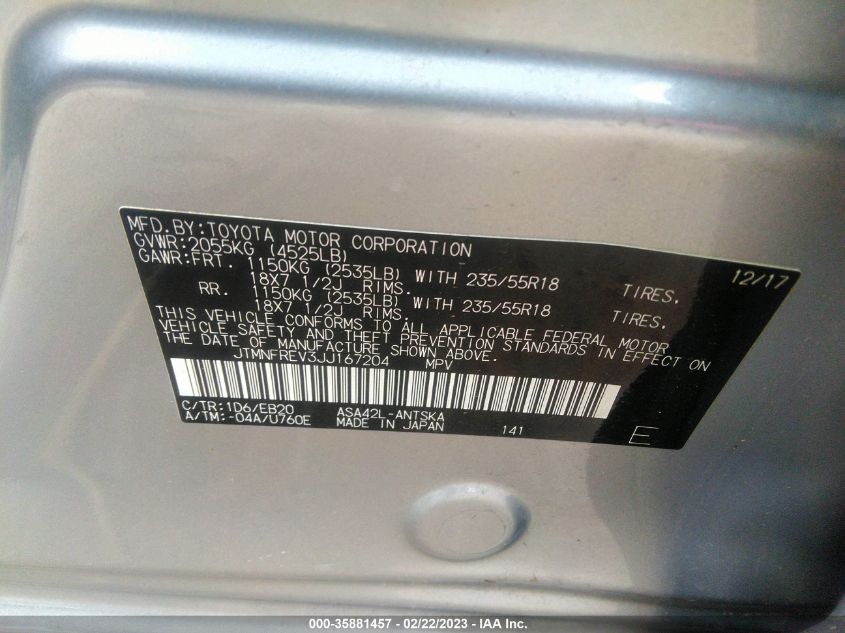 MFD.BY:TOYOTA MOTOR CORPORATION 12/17
GVWR:2055KG (4525LB)
GAWR:FRT. 1150KG (2535LB) WITH 235/55R18 TIRES.
18X7 1/2J RIMS.
RR. 1150KG (2535LB) WITH 235/55R18 TIRES.
18X7 1/2J RIMS.
THIS VEHICLE CONFORMS TO ALL APPLICABLE FEDERAL MOTOR
VEHICLE SAFETY AND THEFT PREVENTION STANDARDS IN EFFECT ON
THE DATE OF MANUFACTURE SHOWN ABOVE.
JTMNFREV3JJ167204 MPV
C/TR:1D6/EB20 ASA42L-ANTSKA
A/TM:-04A/U760E MADE IN JAPAN 141 E
000-35881457 - 02/22/2023 - IAA Inc.